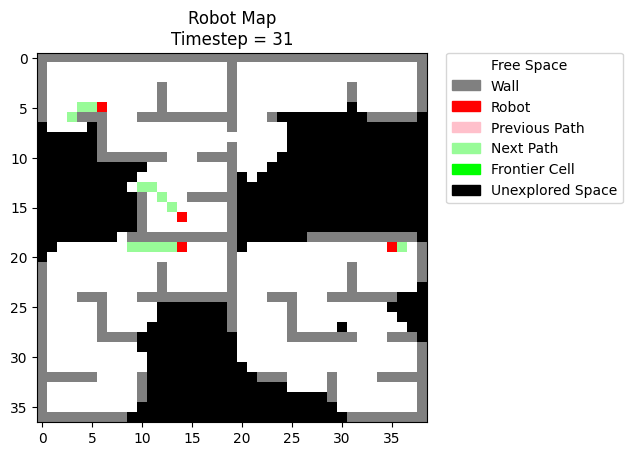 Robot Map
Timestep = 31
Free Space
Wall
Robot
Previous Path
Next Path
Frontier Cell
Unexplored Space
0
5
10
15
20
25
30
35
0
5
10
15
20
25
30
35